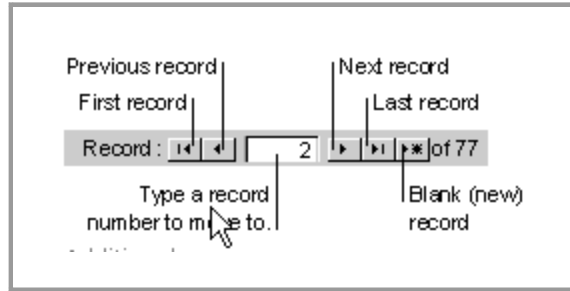 Previous record
Next record
First record
Last record
Record : 2 of 77
Type a record
number to move to.
Blank (new)
record